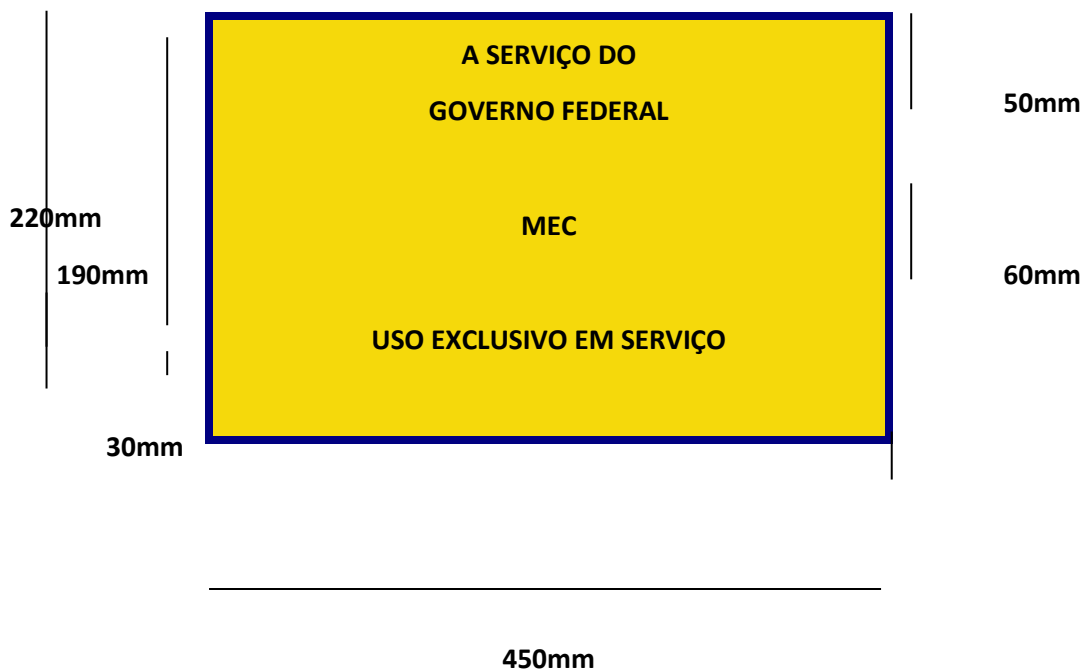 A SERVIÇO DO
GOVERNO FEDERAL
50mm
220mm
MEC
190mm
60mm
USO EXCLUSIVO EM SERVIÇO
30mm
450mm